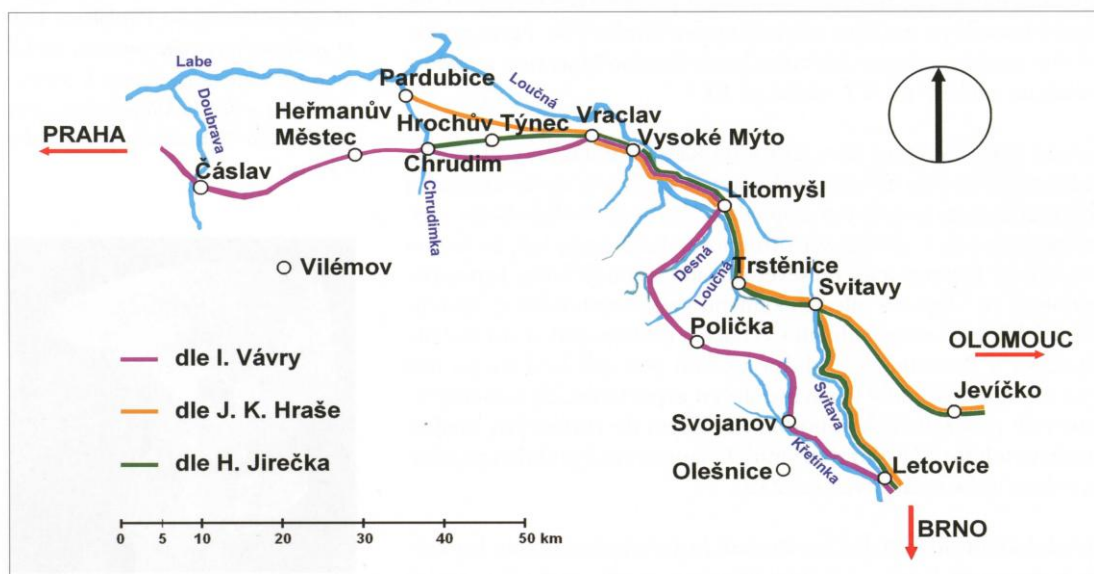 Labe
Pardubice
Loučná
Doubrava
Heřmanův
Městec
Hrochův Týnec
Vraclav
PRAHA
Vysoké Mýto
Čáslav
Chrudim
Litomyšl
Chrudimka
Vilémov
Desná
Loučná
Trstěnice
Svitavy
Polička
OLOMOUC
Jevíčko
dle I. Vávry
dle J. K. Hraše
dle H. Jirečka
Svitava
Svojanov
Křetínka
Olešnice
Letovice
0 10 20 30 40 50 km
BRNO